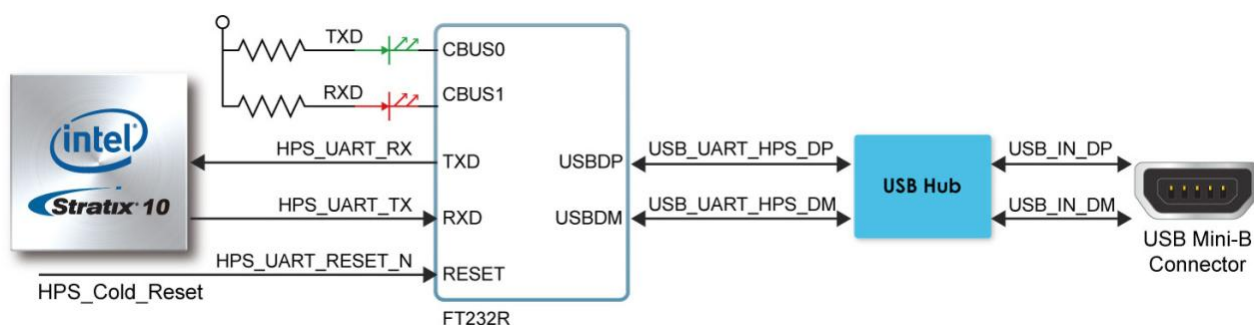 TXD
CBUS0
RXD
CBUS1
intel
Stratix 10
HPS_UART_RX
TXD
HPS_UART_TX
RXD
HPS_UART_RESET_N
RESET
HPS_Cold_Reset
USBDP
USBDM
FT232R
USB_UART_HPS_DP
USB_UART_HPS_DM
USB Hub
USB_IN_DP
USB_IN_DM
USB Mini-B
Connector